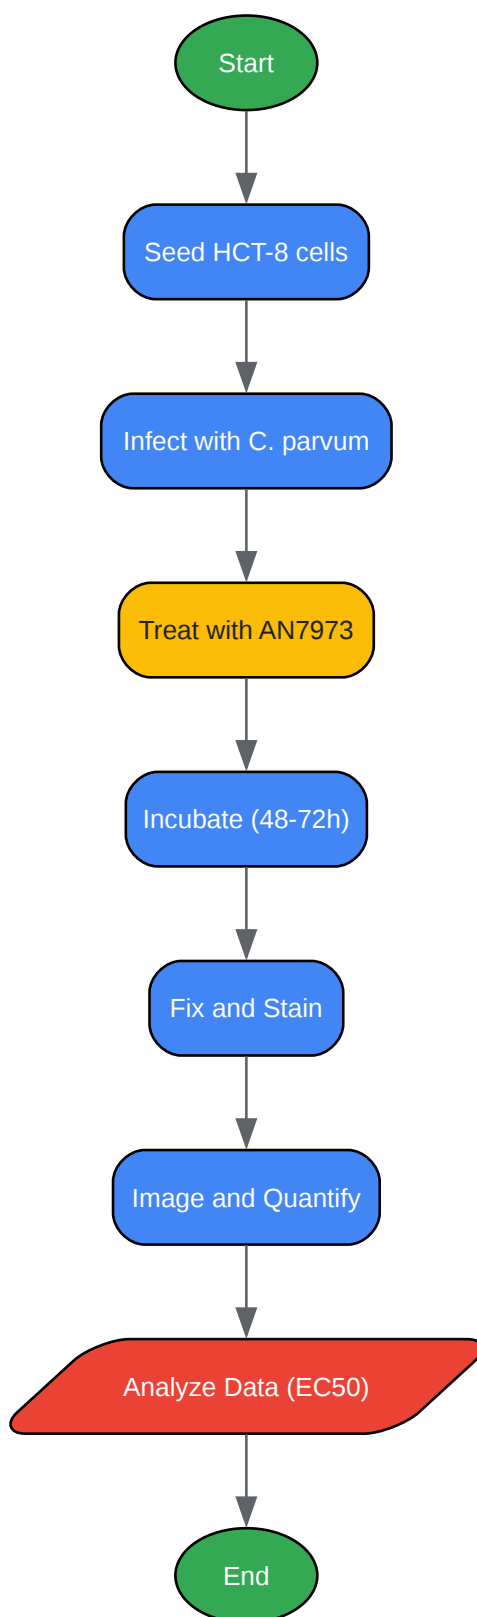 Start
Seed HCT-8 cells
Infect with C. parvum
Treat with AN7973
Incubate (48-72h)
Fix and Stain
Image and Quantify
Analyze Data (EC50)
End